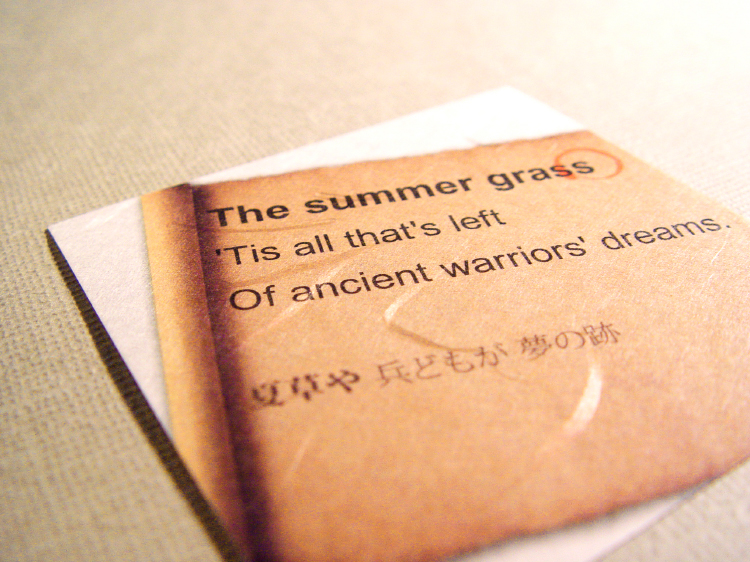 The summer grass
'Tis all that's left
Of ancient warriors' dreams.
夏草や 兵どもが 夢の跡